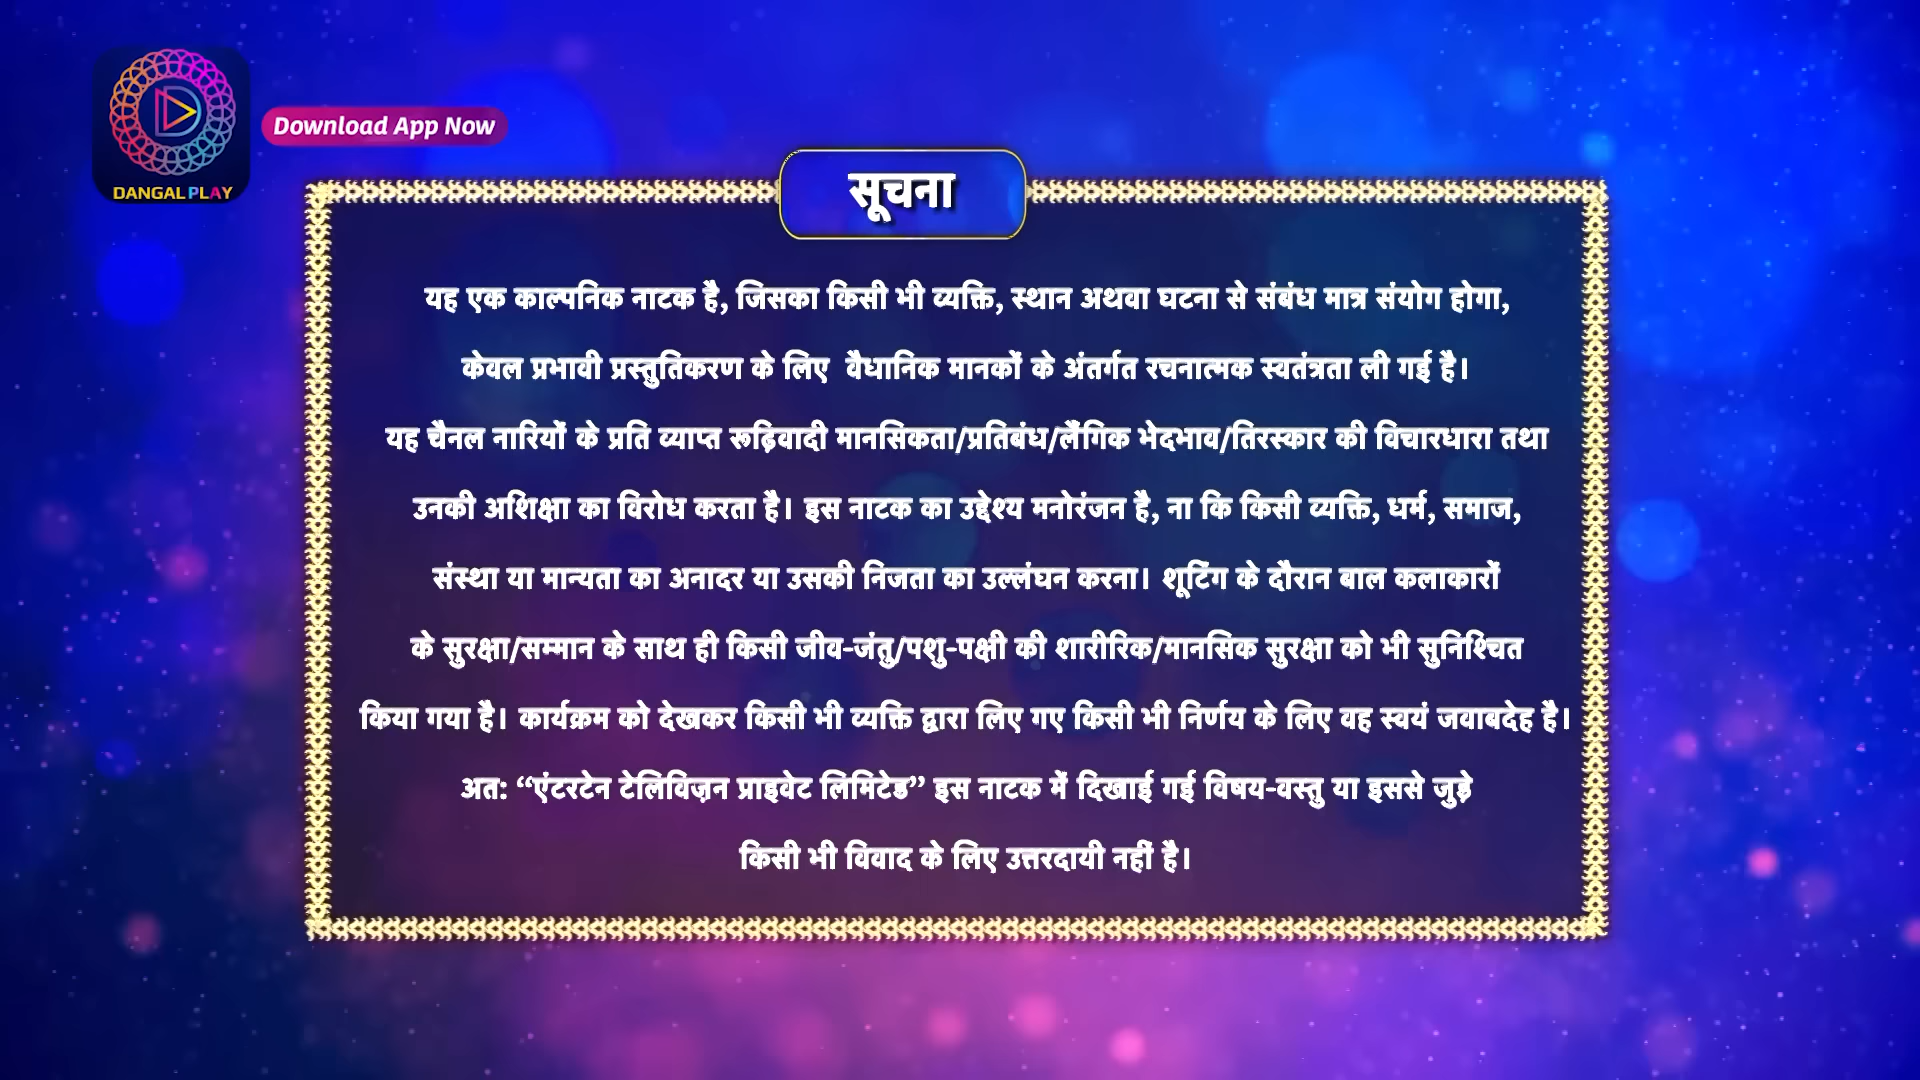 DANGAL PLAY
Download App Now
सूचना
यह एक काल्पनिक नाटक है, जिसका किसी भी व्यक्ति, स्थान अथवा घटना से संबंध मात्र संयोग होगा,
केवल प्रभावी प्रस्तुतिकरण के लिए वैधानिक मानकों के अंतर्गत रचनात्मक स्वतंत्रता ली गई है।
यह चैनल नारियों के प्रति व्याप्त रूढ़िवादी मानसिकता/प्रतिबंध/लैंगिक भेदभाव/तिरस्कार की विचारधारा तथा
उनकी अशिक्षा का विरोध करता है। इस नाटक का उद्देश्य मनोरंजन है, ना कि किसी व्यक्ति, धर्म, समाज,
संस्था या मान्यता का अनादर या उसकी निजता का उल्लंघन करना। शूटिंग के दौरान बाल कलाकारों
के सुरक्षा/सम्मान के साथ ही किसी जीव-जंतु/पशु-पक्षी की शारीरिक/मानसिक सुरक्षा को भी सुनिश्चित
किया गया है। कार्यक्रम को देखकर किसी भी व्यक्ति द्वारा लिए गए किसी भी निर्णय के लिए वह स्वयं जवाबदेह है।
अत: “एंटरटेन टेलिविज़न प्राइवेट लिमिटेड” इस नाटक में दिखाई गई विषय-वस्तु या इससे जुड़े
किसी भी विवाद के लिए उत्तरदायी नहीं है।